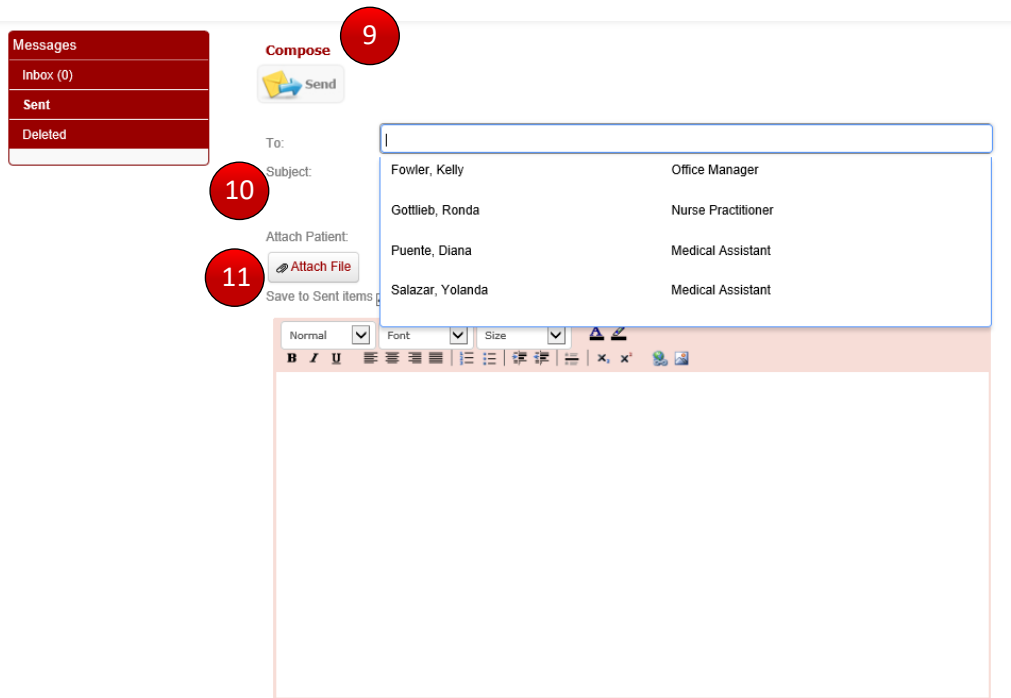 9
Messages
Compose
Inbox (0)
Send
Sent
Deleted
To:
10
Subject:
Fowler, Kelly Office Manager
Gottlieb, Ronda Nurse Practitioner
Attach Patient:
Puente, Diana Medical Assistant
11
Attach File
Salazar, Yolanda Medical Assistant
Save to Sent items
Normal Font Size A
B I U x₂ x²